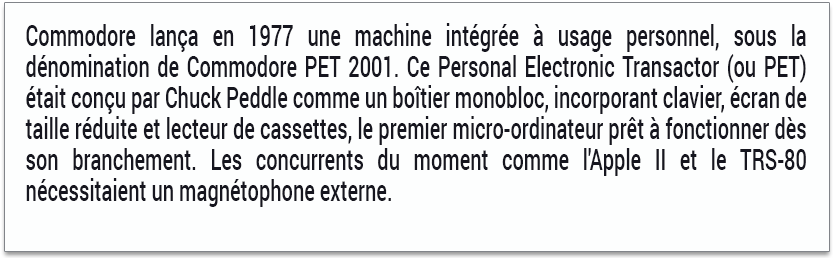 Commodore lança en 1977 une machine intégrée à usage personnel, sous la
dénomination de Commodore PET 2001. Ce Personal Electronic Transactor (ou PET)
était conçu par Chuck Peddle comme un boîtier monobloc, incorporant clavier, écran de
taille réduite et lecteur de cassettes, le premier micro-ordinateur prêt à fonctionner dès
son branchement. Les concurrents du moment comme l'Apple II et le TRS-80
nécessitaient un magnétophone externe.